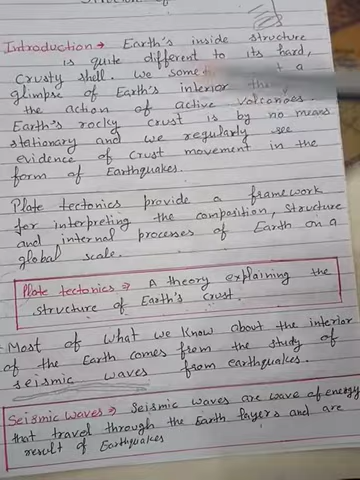 Introduction → Earth's inside structure
is quite different to its hard,
crusty shell. We a
glimpse of Earth's interior
the action of active volcanoes.
Earth's rocky crust is by no means
stationary and we regularly see
evidence of crust movement in the
form of Earthquakes.
Plate tectonics provide a framework
for interpreting the composition, structure
and internal processes of Earth on a
global scale.
Plate tectonics → A theory explaining the
structure of Earth's crust.
Most of what we know about the interior
of the Earth comes from the study of
seismic waves from earthquakes.
Seismic waves → Seismic waves are wave of energy
that travel through the Earth layers and are
result of Earthquakes